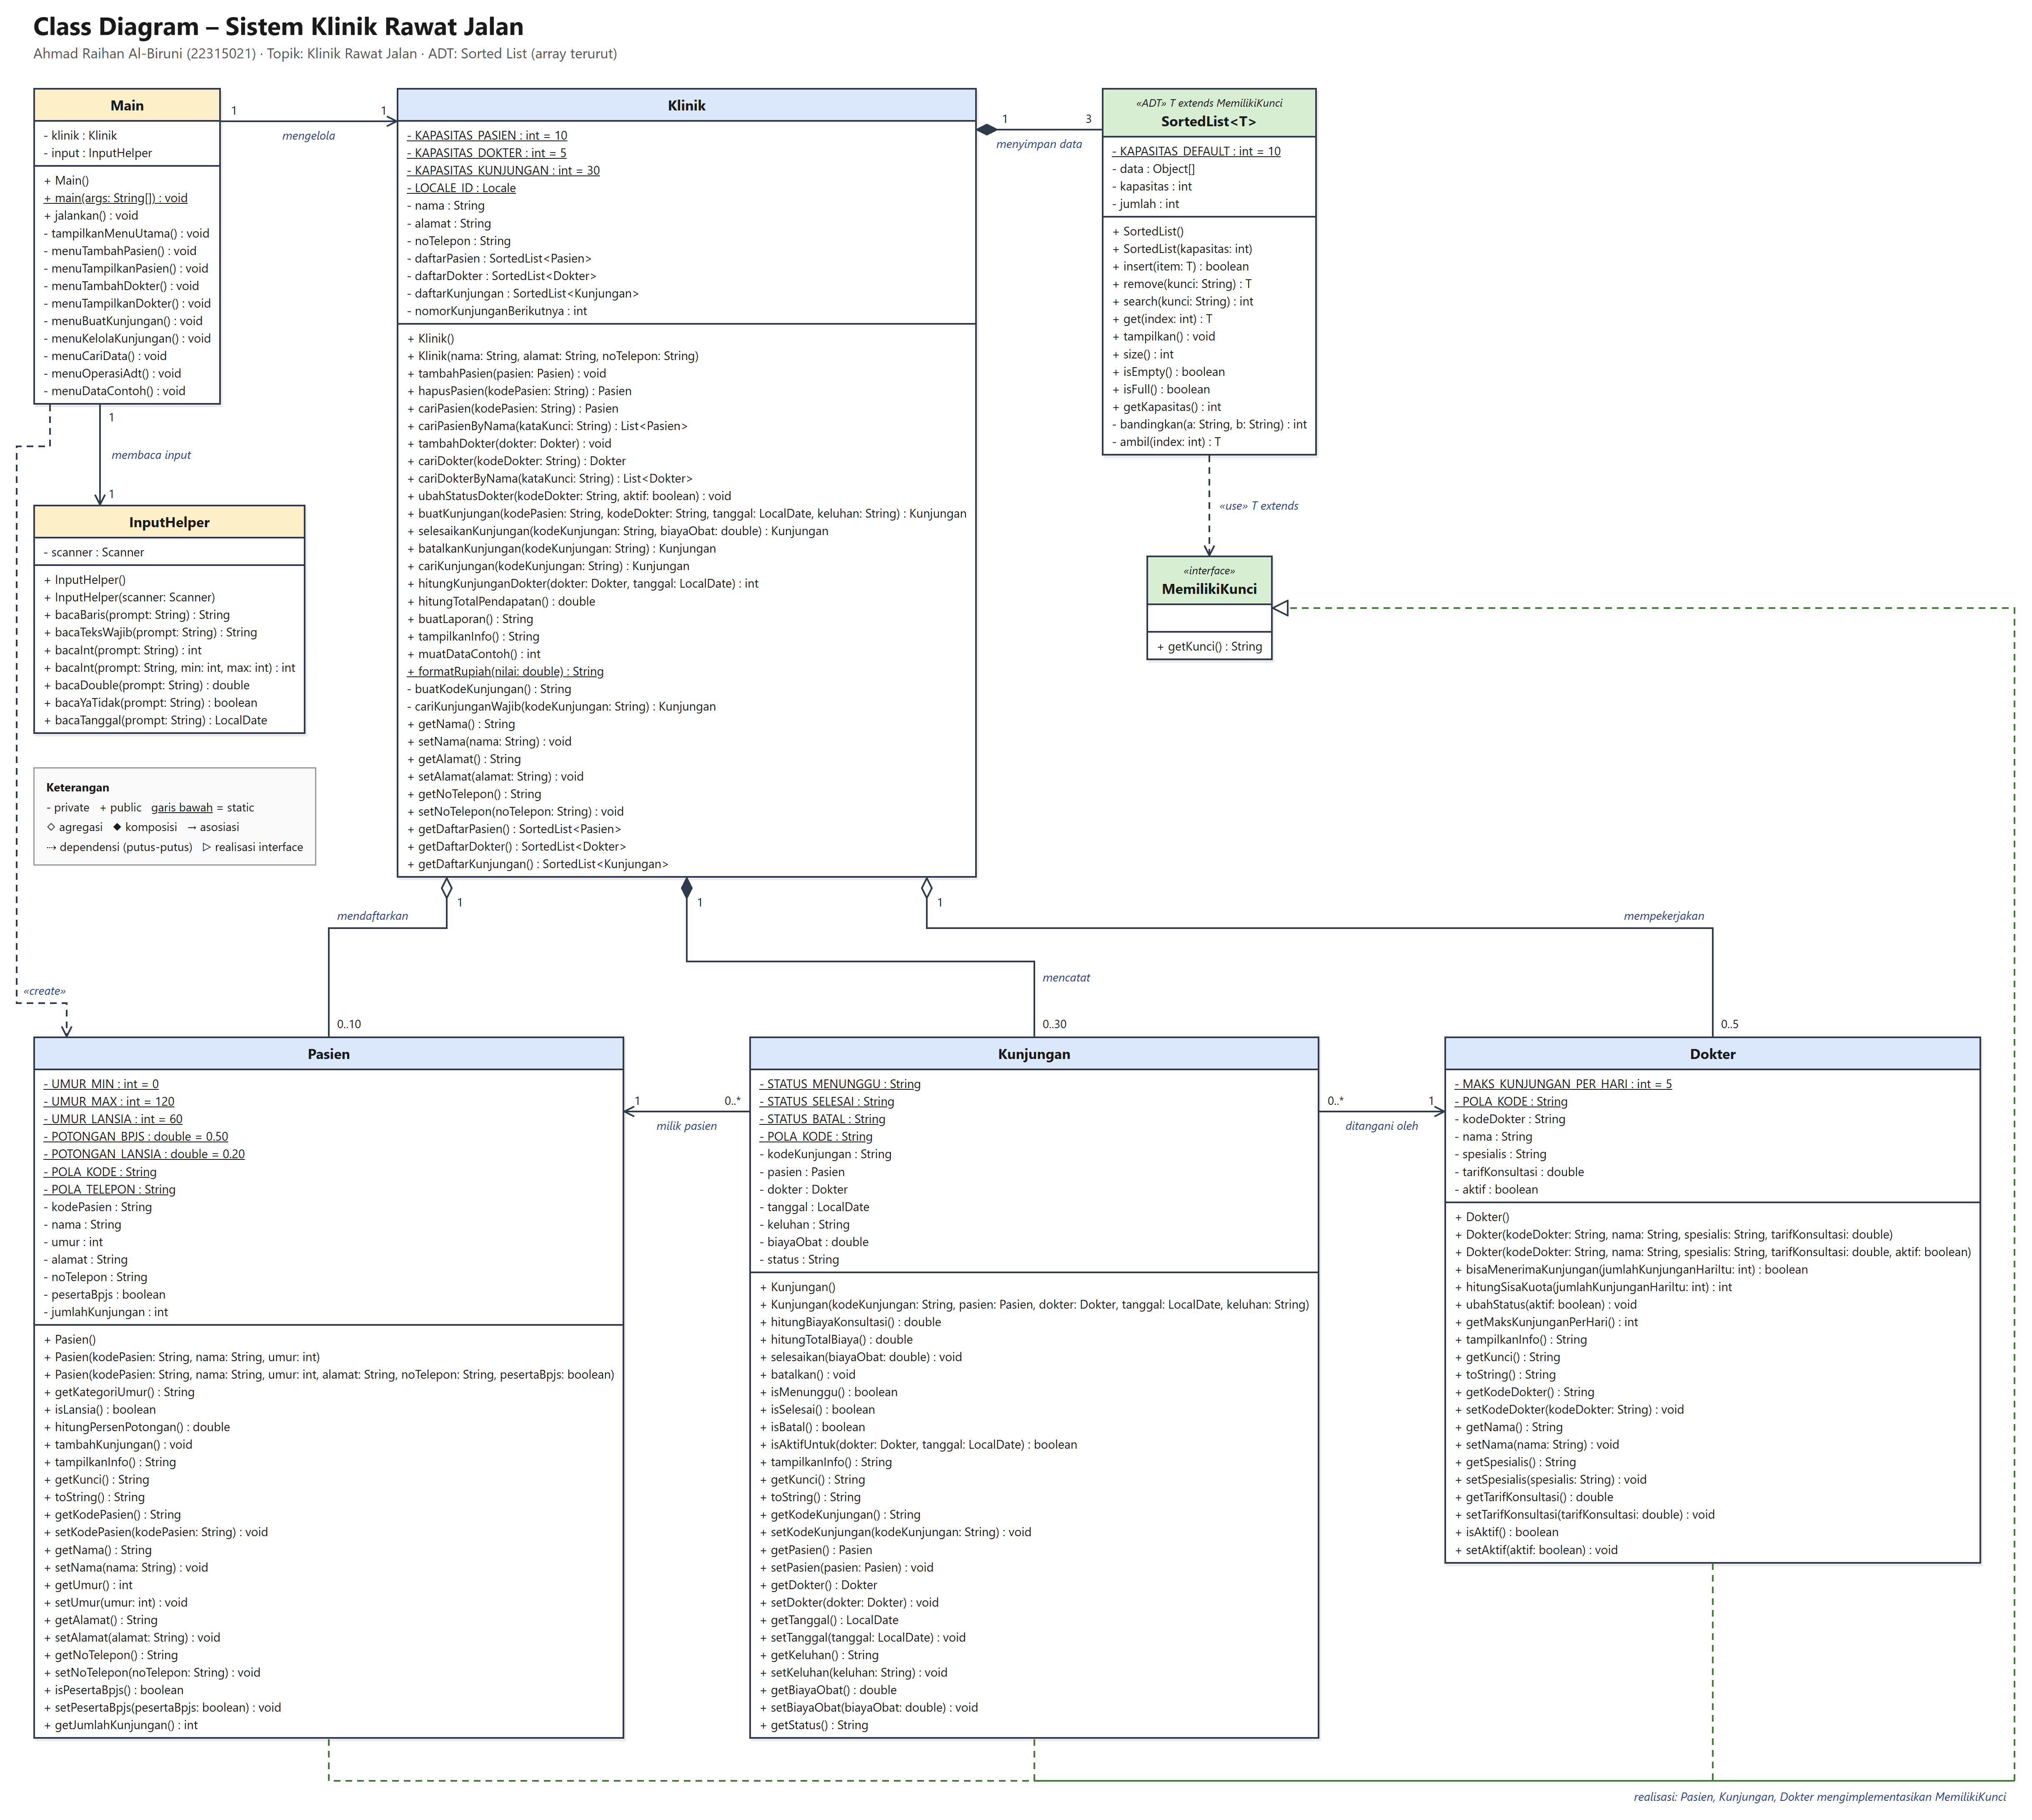 Class Diagram – Sistem Klinik Rawat Jalan
Ahmad Raihan Al-Biruni (22315021) · Topik: Klinik Rawat Jalan · ADT: Sorted List (array terurut)
Main
- klinik : Klinik
- input : InputHelper
+ Main()
+ main(args: String[]) : void
+ jalankan() : void
- tampilkanMenuUtama() : void
- menuTambahPasien() : void
- menuTampilkanPasien() : void
- menuTambahDokter() : void
- menuTampilkanDokter() : void
- menuBuatKunjungan() : void
- menuKelolaKunjungan() : void
- menuCariData() : void
- menuOperasiAdt() : void
- menuDataContoh() : void
1
1
mengelola
Klinik
- KAPASITAS_PASIEN : int = 10
- KAPASITAS_DOKTER : int = 5
- KAPASITAS_KUNJUNGAN : int = 30
- LOCALE_ID : Locale
- nama : String
- alamat : String
- noTelepon : String
- daftarPasien : SortedList<Pasien>
- daftarDokter : SortedList<Dokter>
- daftarKunjungan : SortedList<Kunjungan>
- nomorKunjunganBerikutnya : int
+ Klinik()
+ Klinik(nama: String, alamat: String, noTelepon: String)
+ tambahPasien(pasien: Pasien) : void
+ hapusPasien(kodePasien: String) : Pasien
+ cariPasien(kodePasien: String) : Pasien
+ cariPasienByNama(kataKunci: String) : List<Pasien>
+ tambahDokter(dokter: Dokter) : void
+ cariDokter(kodeDokter: String) : Dokter
+ cariDokterByNama(kataKunci: String) : List<Dokter>
+ ubahStatusDokter(kodeDokter: String, aktif: boolean) : void
+ buatKunjungan(kodePasien: String, kodeDokter: String, tanggal: LocalDate, keluhan: String) : Kunjungan
+ selesaikanKunjungan(kodeKunjungan: String, biayaObat: double) : Kunjungan
+ batalkanKunjungan(kodeKunjungan: String) : Kunjungan
+ cariKunjungan(kodeKunjungan: String) : Kunjungan
+ hitungKunjunganDokter(dokter: Dokter, tanggal: LocalDate) : int
+ hitungTotalPendapatan() : double
+ buatLaporan() : String
+ tampilkanInfo() : String
+ muatDataContoh() : int
+ formatRupiah(nilai: double) : String
- buatKodeKunjungan() : String
- cariKunjunganWajib(kodeKunjungan: String) : Kunjungan
+ getNama() : String
+ setNama(nama: String) : void
+ getAlamat() : String
+ setAlamat(alamat: String) : void
+ getNoTelepon() : String
+ setNoTelepon(noTelepon: String) : void
+ getDaftarPasien() : SortedList<Pasien>
+ getDaftarDokter() : SortedList<Dokter>
+ getDaftarKunjungan() : SortedList<Kunjungan>
1
3
menyimpan data
«ADT» T extends MemilikiKunci
SortedList<T>
- KAPASITAS_DEFAULT : int = 10
- data : Object[]
- kapasitas : int
- jumlah : int
+ SortedList()
+ SortedList(kapasitas: int)
+ insert(item: T) : boolean
+ remove(kunci: String) : T
+ search(kunci: String) : int
+ get(index: int) : T
+ tampilkan() : void
+ size() : int
+ isEmpty() : boolean
+ isFull() : boolean
+ getKapasitas() : int
- bandingkan(a: String, b: String) : int
- ambil(index: int) : T
«use» T extends
«interface»
MemilikiKunci
+ getKunci() : String
1
membaca input
1
InputHelper
- scanner : Scanner
+ InputHelper()
+ InputHelper(scanner: Scanner)
+ bacaBaris(prompt: String) : String
+ bacaTeksWajib(prompt: String) : String
+ bacaInt(prompt: String) : int
+ bacaInt(prompt: String, min: int, max: int) : int
+ bacaDouble(prompt: String) : double
+ bacaYaTidak(prompt: String) : boolean
+ bacaTanggal(prompt: String) : LocalDate
Keterangan
- private + public garis bawah = static
◇ agregasi ◆ komposisi → asosiasi
⇢ dependensi (putus-putus) ▷ realisasi interface
1
mendaftarkan
0..10
1
mencatat
0..30
1
mempekerjakan
0..5
«create»
Pasien
- UMUR_MIN : int = 0
- UMUR_MAX : int = 120
- UMUR_LANSIA : int = 60
- POTONGAN_BPJS : double = 0.50
- POTONGAN_LANSIA : double = 0.20
- POLA_KODE : String
- POLA_TELEPON : String
- kodePasien : String
- nama : String
- umur : int
- alamat : String
- noTelepon : String
- pesertaBpjs : boolean
- jumlahKunjungan : int
+ Pasien()
+ Pasien(kodePasien: String, nama: String, umur: int)
+ Pasien(kodePasien: String, nama: String, umur: int, alamat: String, noTelepon: String, pesertaBpjs: boolean)
+ getKategoriUmur() : String
+ isLansia() : boolean
+ hitungPersenPotongan() : double
+ tambahKunjungan() : void
+ tampilkanInfo() : String
+ getKunci() : String
+ toString() : String
+ getKodePasien() : String
+ setKodePasien(kodePasien: String) : void
+ getNama() : String
+ setNama(nama: String) : void
+ getUmur() : int
+ setUmur(umur: int) : void
+ getAlamat() : String
+ setAlamat(alamat: String) : void
+ getNoTelepon() : String
+ setNoTelepon(noTelepon: String) : void
+ isPesertaBpjs() : boolean
+ setPesertaBpjs(pesertaBpjs: boolean) : void
+ getJumlahKunjungan() : int
1
0..*
milik pasien
Kunjungan
- STATUS_MENUNGGU : String
- STATUS_SELESAI : String
- STATUS_BATAL : String
- POLA_KODE : String
- kodeKunjungan : String
- pasien : Pasien
- dokter : Dokter
- tanggal : LocalDate
- keluhan : String
- biayaObat : double
- status : String
+ Kunjungan()
+ Kunjungan(kodeKunjungan: String, pasien: Pasien, dokter: Dokter, tanggal: LocalDate, keluhan: String)
+ hitungBiayaKonsultasi() : double
+ hitungTotalBiaya() : double
+ selesaikan(biayaObat: double) : void
+ batalkan() : void
+ isMenunggu() : boolean
+ isSelesai() : boolean
+ isBatal() : boolean
+ isAktifUntuk(dokter: Dokter, tanggal: LocalDate) : boolean
+ tampilkanInfo() : String
+ getKunci() : String
+ toString() : String
+ getKodeKunjungan() : String
+ setKodeKunjungan(kodeKunjungan: String) : void
+ getPasien() : Pasien
+ setPasien(pasien: Pasien) : void
+ getDokter() : Dokter
+ setDokter(dokter: Dokter) : void
+ getTanggal() : LocalDate
+ setTanggal(tanggal: LocalDate) : void
+ getKeluhan() : String
+ setKeluhan(keluhan: String) : void
+ getBiayaObat() : double
+ setBiayaObat(biayaObat: double) : void
+ getStatus() : String
0..*
1
ditangani oleh
Dokter
- MAKS_KUNJUNGAN_PER_HARI : int = 5
- POLA_KODE : String
- kodeDokter : String
- nama : String
- spesialis : String
- tarifKonsultasi : double
- aktif : boolean
+ Dokter()
+ Dokter(kodeDokter: String, nama: String, spesialis: String, tarifKonsultasi: double)
+ Dokter(kodeDokter: String, nama: String, spesialis: String, tarifKonsultasi: double, aktif: boolean)
+ bisaMenerimaKunjungan(jumlahKunjunganHariItu: int) : boolean
+ hitungSisaKuota(jumlahKunjunganHariItu: int) : int
+ ubahStatus(aktif: boolean) : void
+ getMaksKunjunganPerHari() : int
+ tampilkanInfo() : String
+ getKunci() : String
+ toString() : String
+ getKodeDokter() : String
+ setKodeDokter(kodeDokter: String) : void
+ getNama() : String
+ setNama(nama: String) : void
+ getSpesialis() : String
+ setSpesialis(spesialis: String) : void
+ getTarifKonsultasi() : double
+ setTarifKonsultasi(tarifKonsultasi: double) : void
+ isAktif() : boolean
+ setAktif(aktif: boolean) : void
realisasi: Pasien, Kunjungan, Dokter mengimplementasikan MemilikiKunci